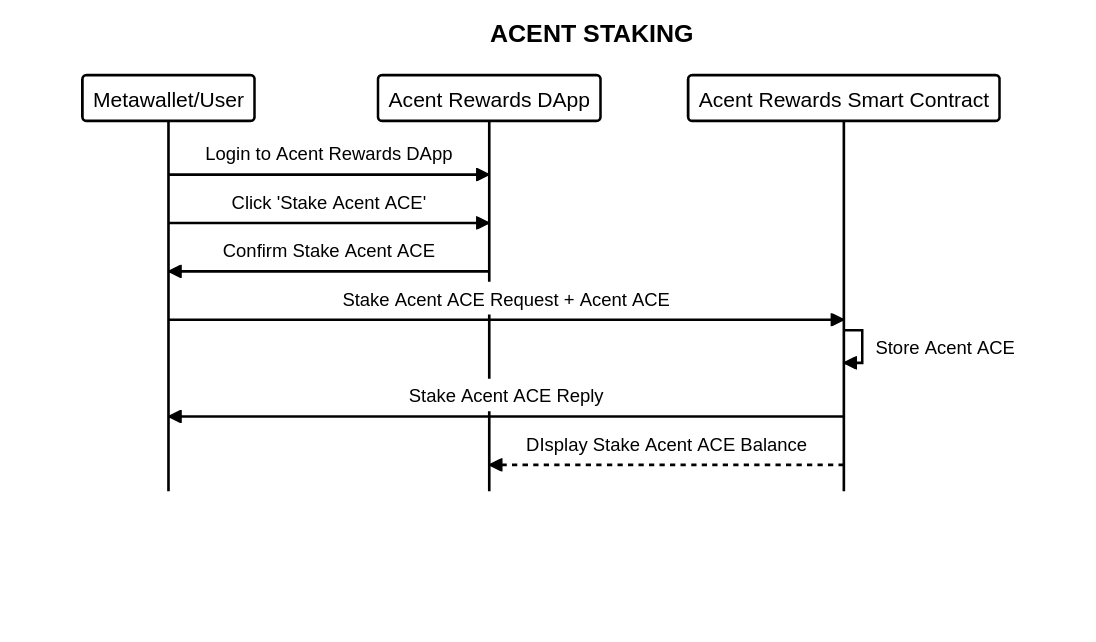 ACENT STAKING
Metawallet/User
Acent Rewards DApp
Acent Rewards Smart Contract
Login to Acent Rewards DApp
Click 'Stake Acent ACE'
Confirm Stake Agent ACE
Stake Acent ACE Request + Acent ACE
Store Acent ACE
Stake Acent ACE Reply
DIsplay Stake Acent ACE Balance